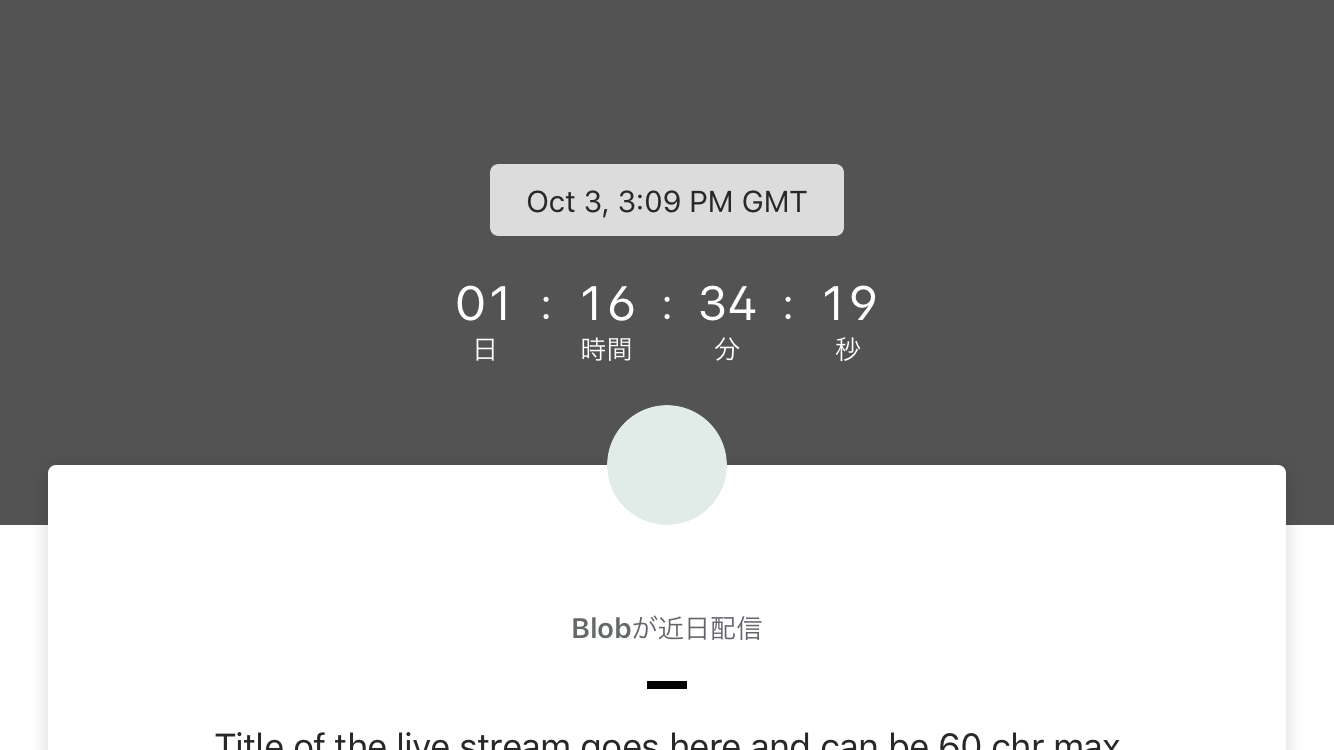 Oct 3, 3:09 PM GMT
01 : 16 : 34 : 19
日 時間 分 秒
Blobが近日配信
Title of the live stream goes here and can be 60 chr max